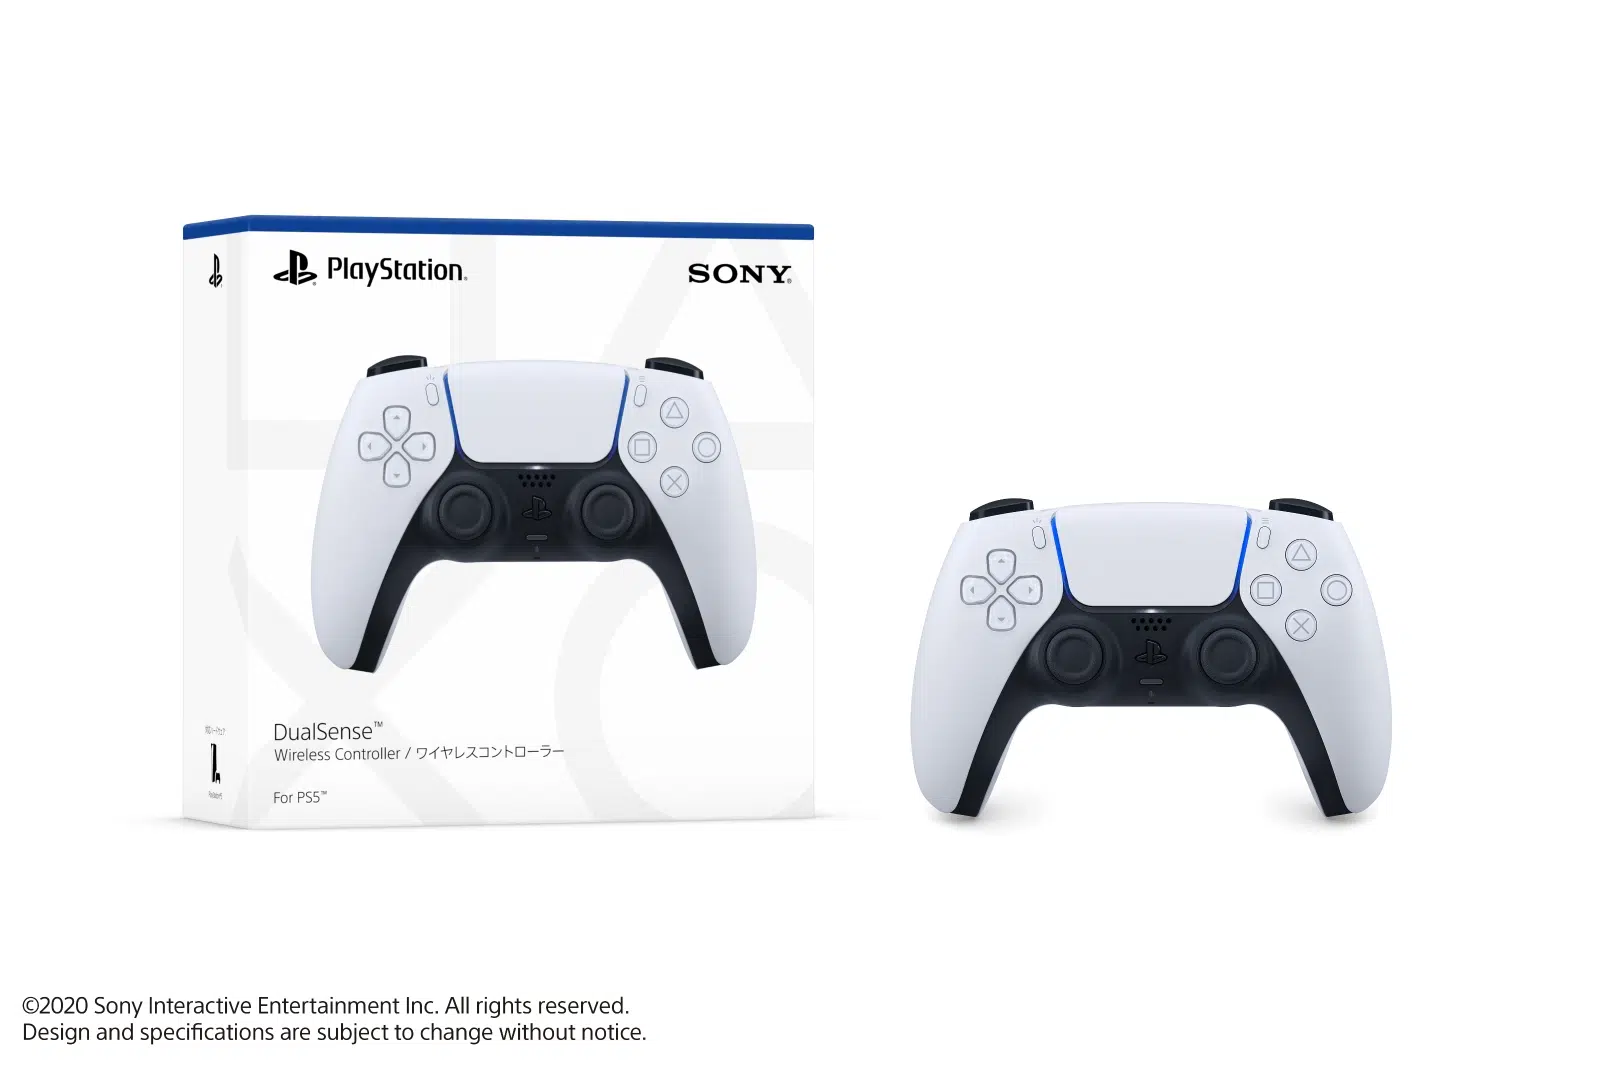 PlayStation®
SONY®
DualSense™
Wireless Controller / ワイヤレスコントローラー
For PS5™
©2020 Sony Interactive Entertainment Inc. All rights reserved.
Design and specifications are subject to change without notice.